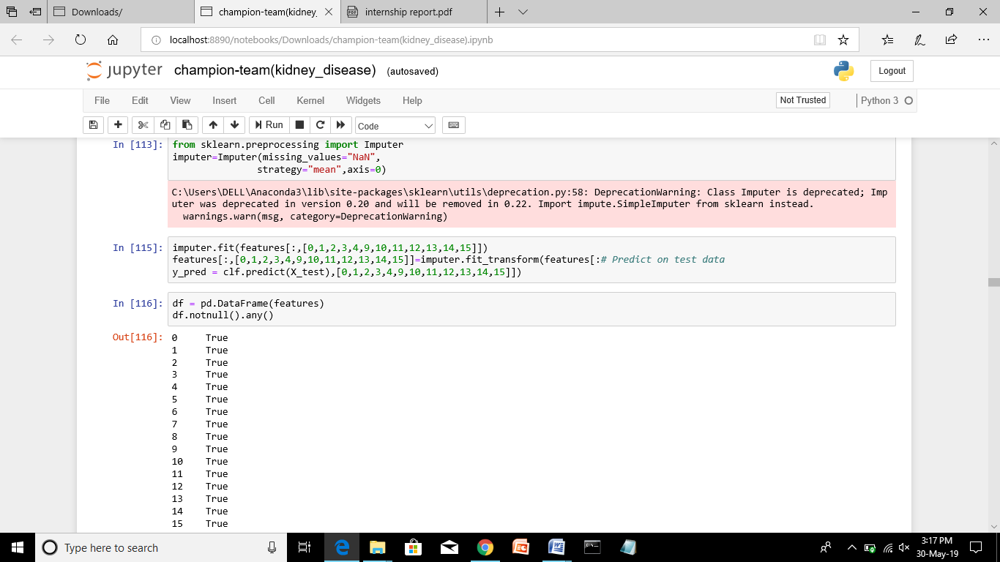 Downloads/
champion-team(kidney_
internship report.pdf
localhost:8890/notebooks/Downloads/champion-team(kidney_disease).ipynb
jupyter champion-team(kidney_disease) (autosaved)
Logout
File Edit View Insert Cell Kernel Widgets Help
Not Trusted
Python 3
Run
Code
In [113]: from sklearn.preprocessing import Imputer
imputer=Imputer(missing_values="NaN",
strategy="mean",axis=0)
C:\Users\DELL\Anaconda3\lib\site-packages\sklearn\utils\deprecation.py:58: DeprecationWarning: Class Imputer is deprecated; Imp
uter was deprecated in version 0.20 and will be removed in 0.22. Import impute.SimpleImputer from sklearn instead.
warnings.warn(msg, category=DeprecationWarning)
In [115]: imputer.fit(features[:,[0,1,2,3,4,9,10,11,12,13,14,15]])
features[:,[0,1,2,3,4,9,10,11,12,13,14,15]]=imputer.fit_transform(features[:# Predict on test data
y_pred = clf.predict(X_test),[0,1,2,3,4,9,10,11,12,13,14,15]])
In [116]: df = pd.DataFrame(features)
df.notnull().any()
Out[116]: 0 True
1 True
2 True
3 True
4 True
5 True
6 True
7 True
8 True
9 True
10 True
11 True
12 True
13 True
14 True
15 True
Type here to search
3:17 PM
30-May-19